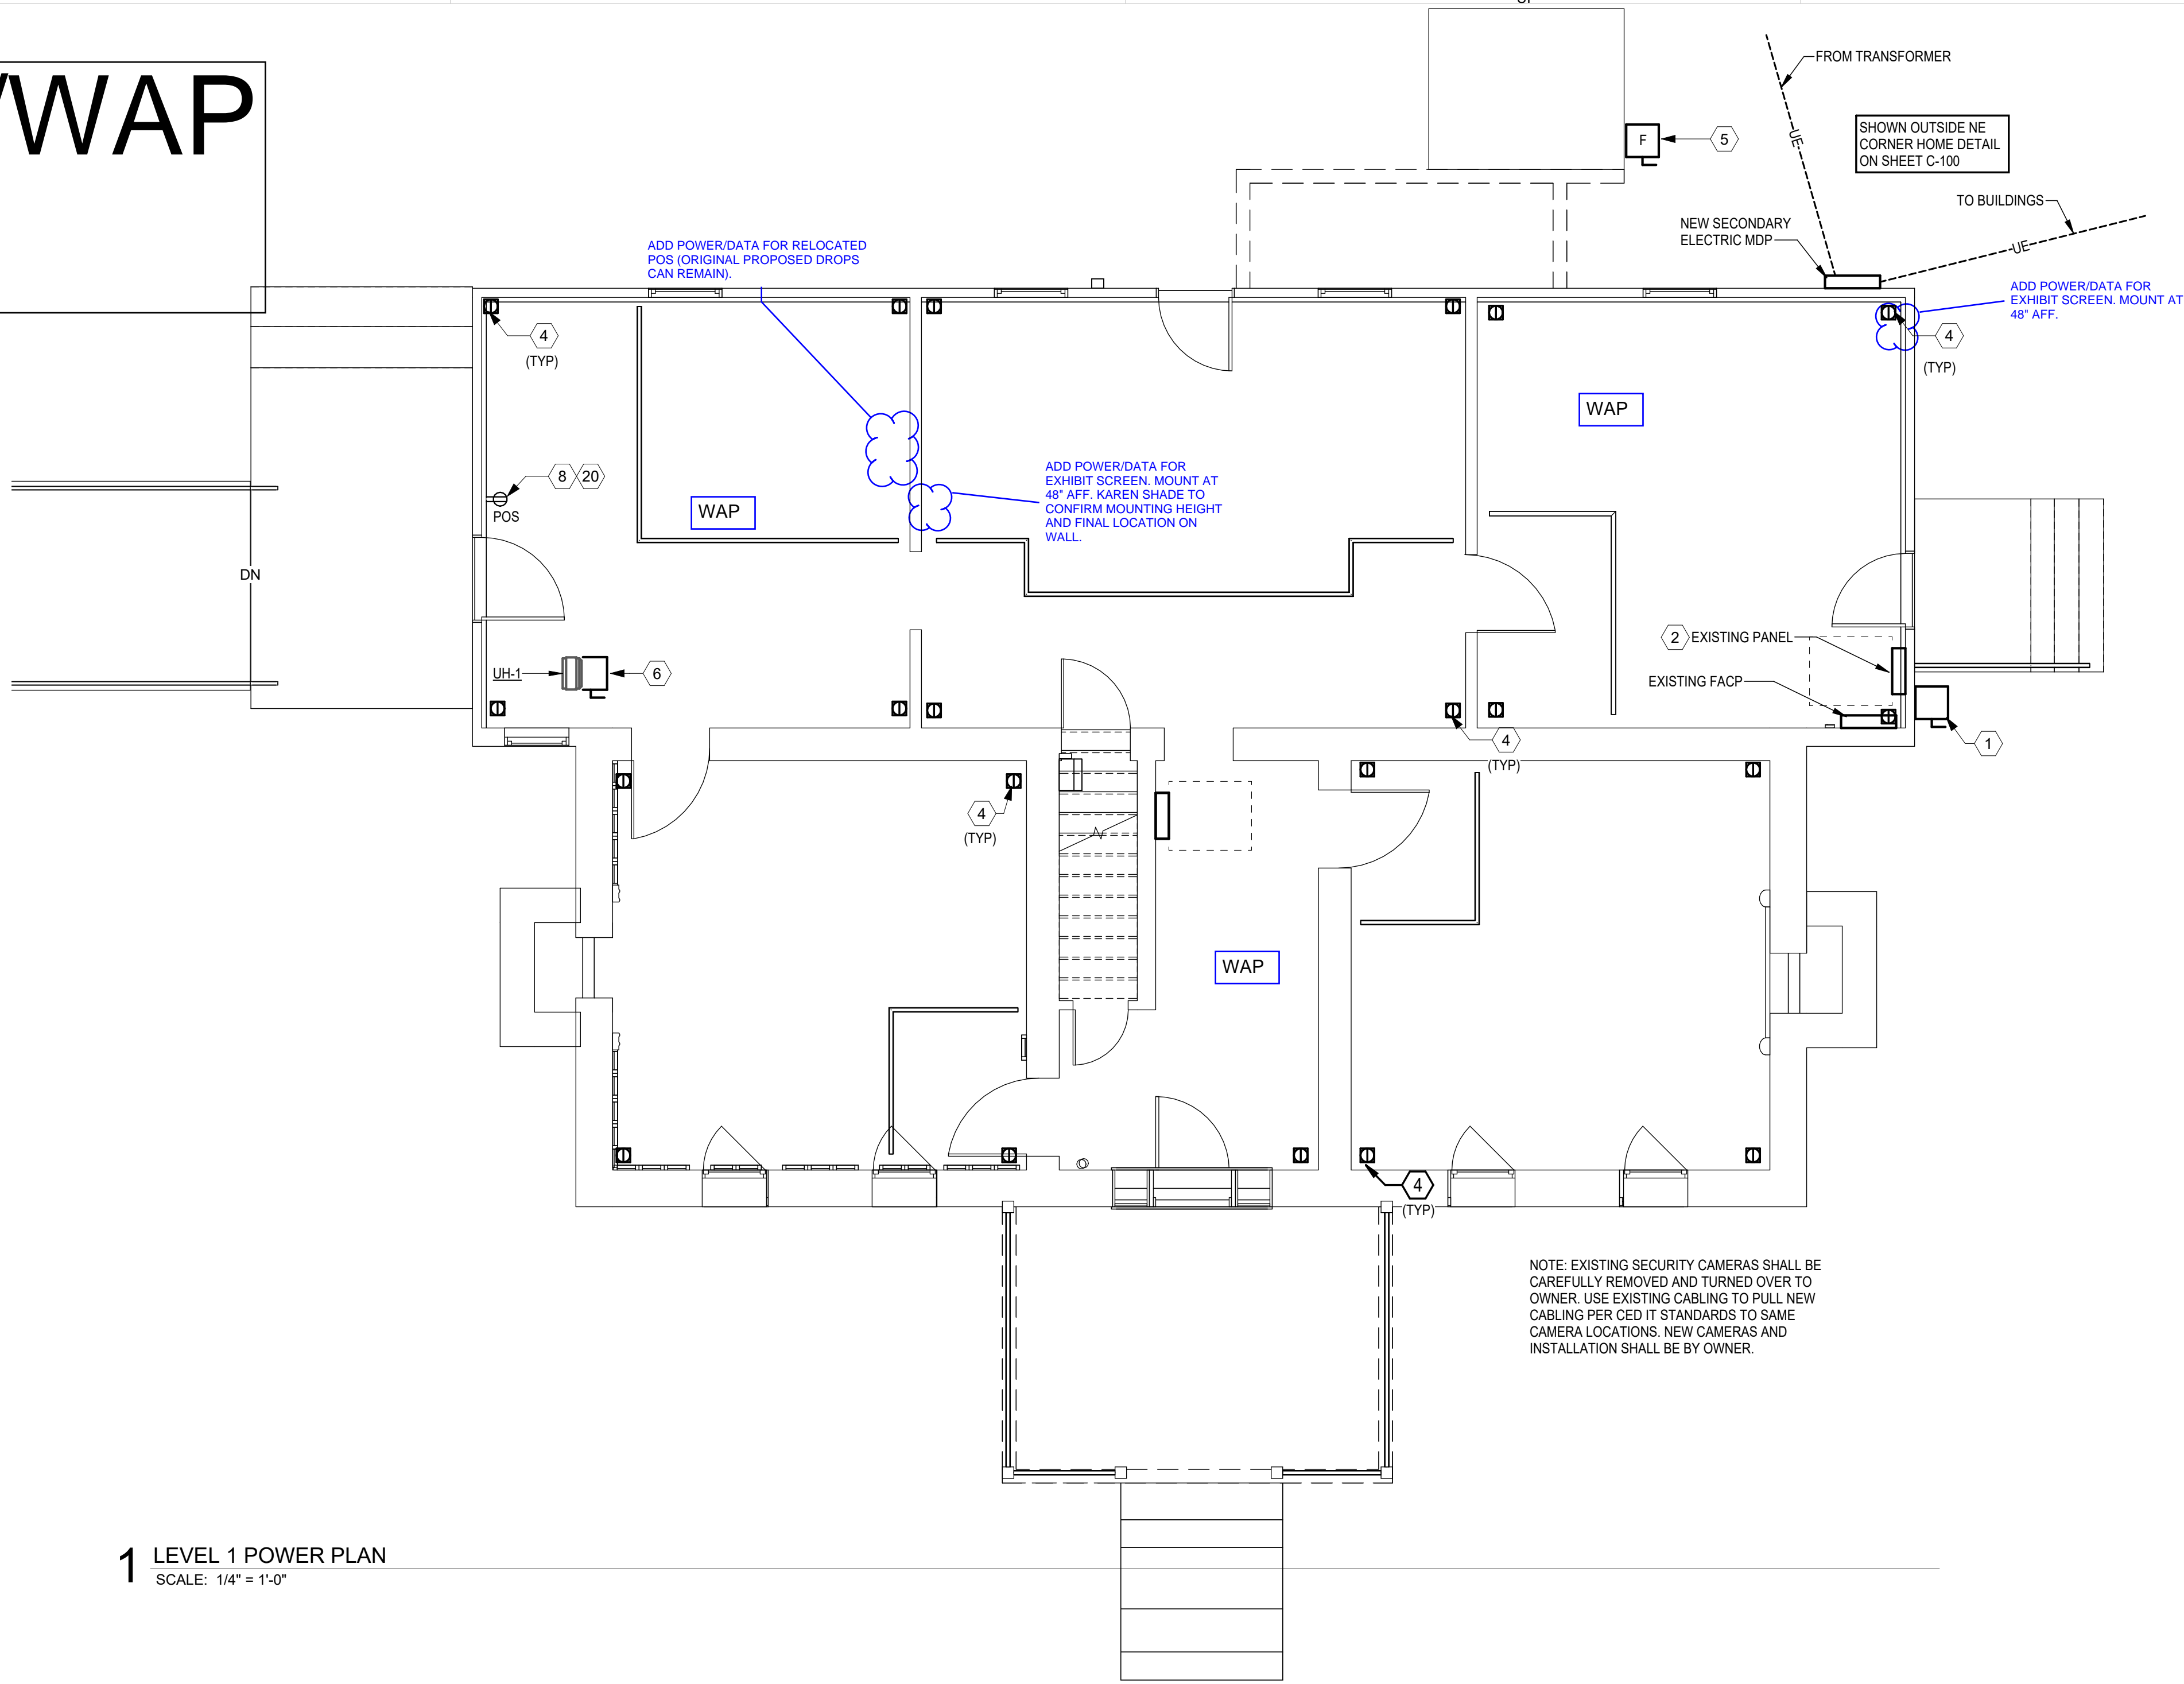 /WAP
FROM TRANSFORMER
UE
SHOWN OUTSIDE NE
CORNER HOME DETAIL
ON SHEET C-100
F
5
TO BUILDINGS
UE
NEW SECONDARY
ELECTRIC MDP
ADD POWER/DATA FOR RELOCATED
POS (ORIGINAL PROPOSED DROPS
CAN REMAIN).
ADD POWER/DATA FOR
EXHIBIT SCREEN. MOUNT AT
48" AFF.
4
(TYP)
4
(TYP)
WAP
8
20
POS
WAP
ADD POWER/DATA FOR
EXHIBIT SCREEN. MOUNT AT
48" AFF. KAREN SHADE TO
CONFIRM MOUNTING HEIGHT
AND FINAL LOCATION ON
WALL.
DN
2
EXISTING PANEL
UH-1
6
EXISTING FACP
4
(TYP)
1
4
(TYP)
WAP
4
(TYP)
NOTE: EXISTING SECURITY CAMERAS SHALL BE
CAREFULLY REMOVED AND TURNED OVER TO
OWNER. USE EXISTING CABLING TO PULL NEW
CABLING PER CED IT STANDARDS TO SAME
CAMERA LOCATIONS. NEW CAMERAS AND
INSTALLATION SHALL BE BY OWNER.
1
LEVEL 1 POWER PLAN
SCALE: 1/4" = 1'-0"